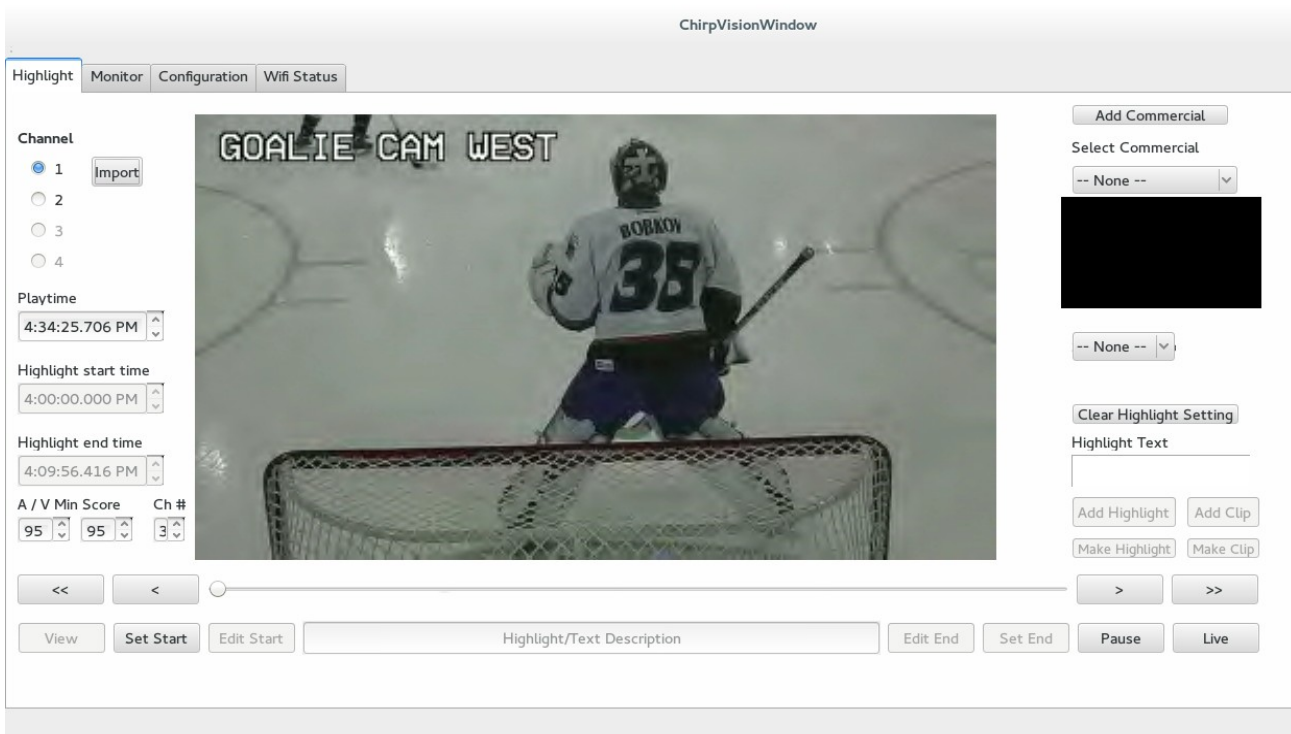 ChirpVisionWindow
Highlight Monitor Configuration Wifi Status
Channel
1 Import
2
3
4
Playtime
4:34:25.706 PM
Highlight start time
4:00:00.000 PM
Highlight end time
4:09:56.416 PM
A / V Min Score Ch #
95 95 3
GOALIE CAM WEST
BOBKOV
35
Add Commercial
Select Commercial
-- None --
-- None --
Clear Highlight Setting
Highlight Text
Add Highlight Add Clip
Make Highlight Make Clip
<< < > >>
View Set Start Edit Start Highlight/Text Description Edit End Set End Pause Live